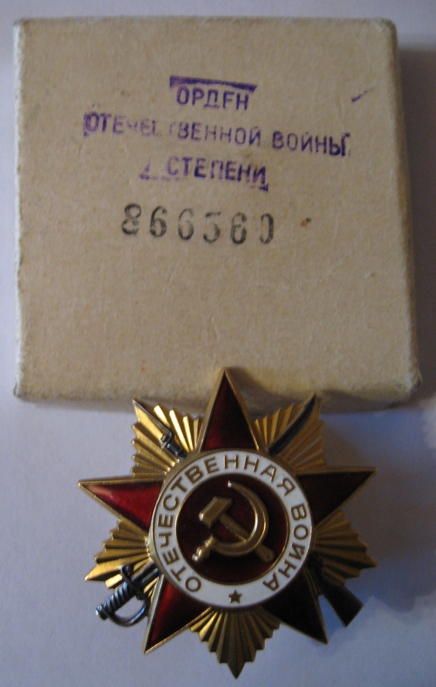 ОРДЕН
ОТЕЧЕСТВЕННОЙ ВОЙНЫ
СТЕПЕНИ
866560
ОТЕЧЕСТВЕННАЯ ВОЙНА